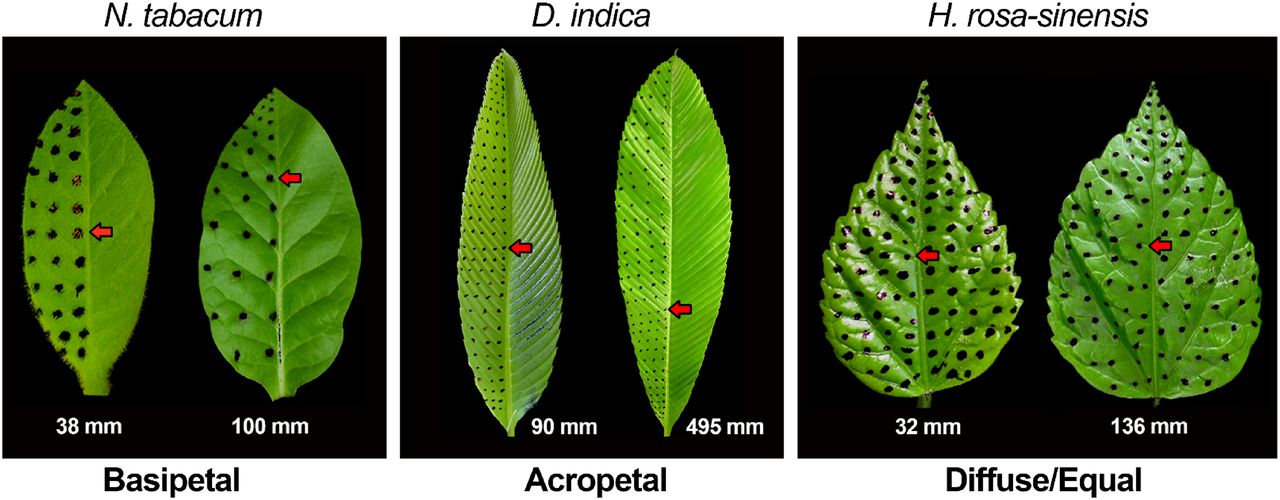 N. tabacum
D. indica
H. rosa-sinensis
38 mm
100 mm
90 mm
495 mm
32 mm
136 mm
Basipetal
Acropetal
Diffuse/Equal